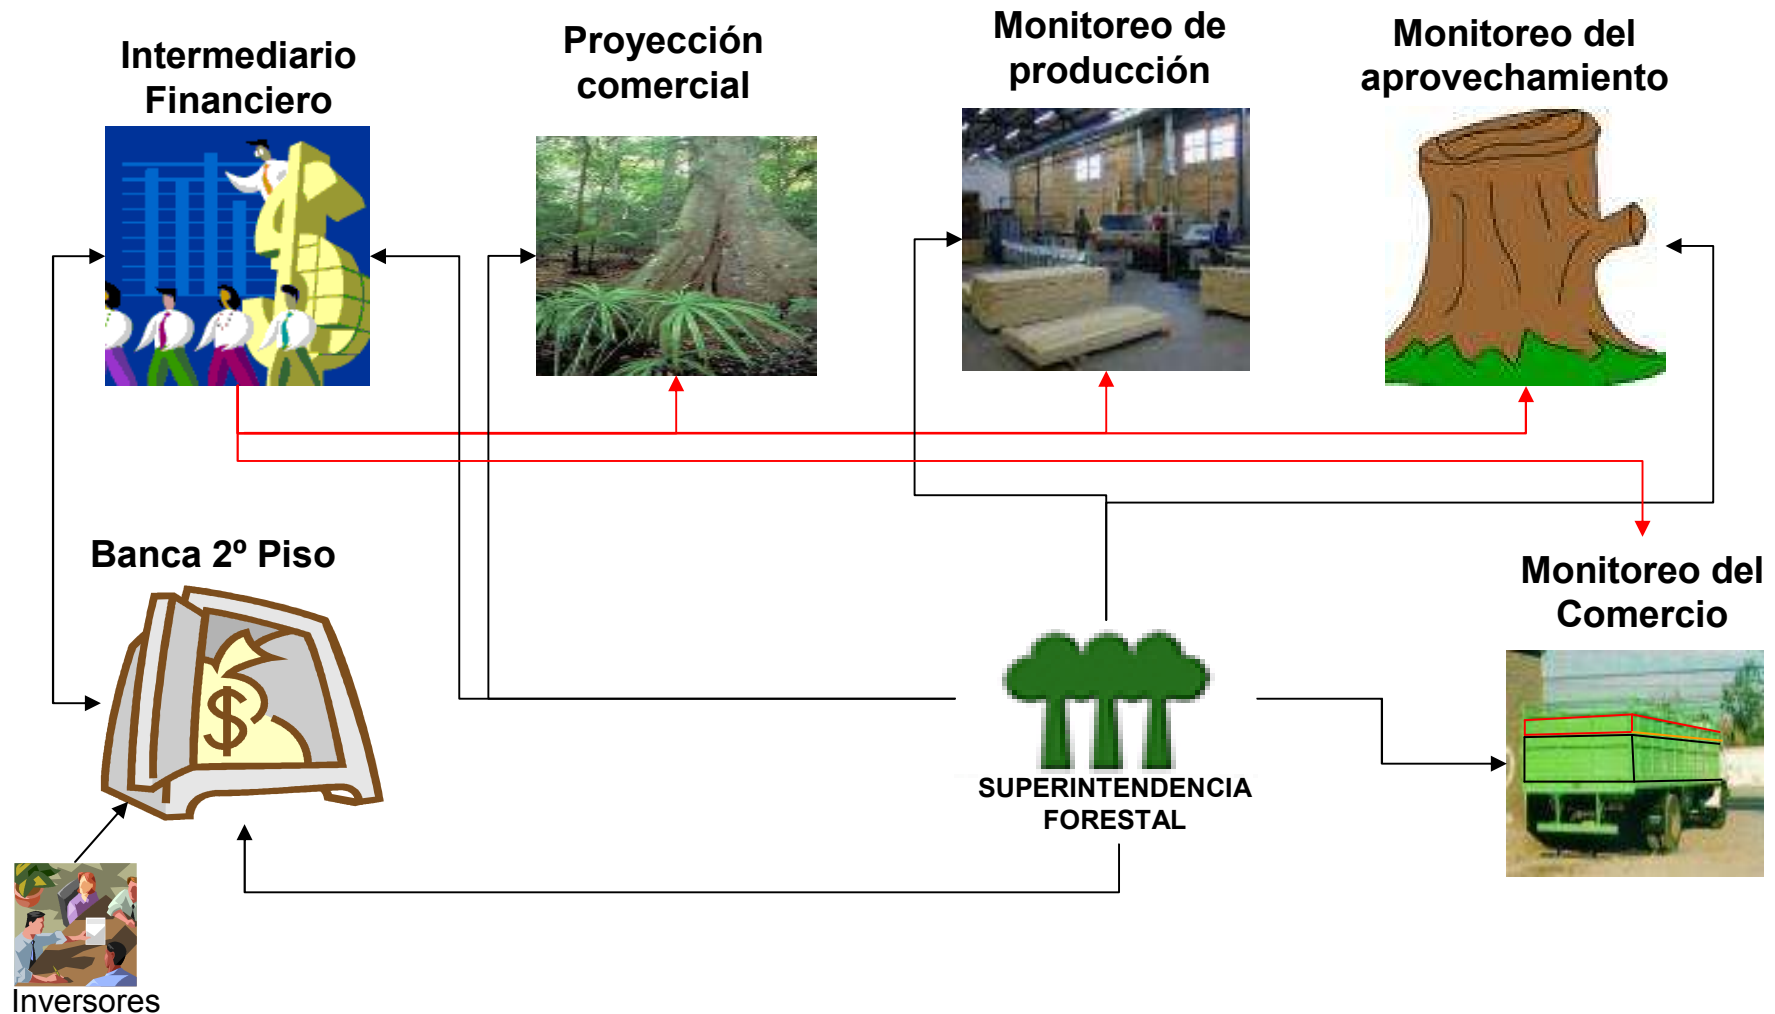 Intermediario
Financiero
Proyección
comercial
Monitoreo de
producción
Monitoreo del
aprovechamiento
Banca 2º Piso
$
Monitoreo del
Comercio
SUPERINTENDENCIA
FORESTAL
Inversores